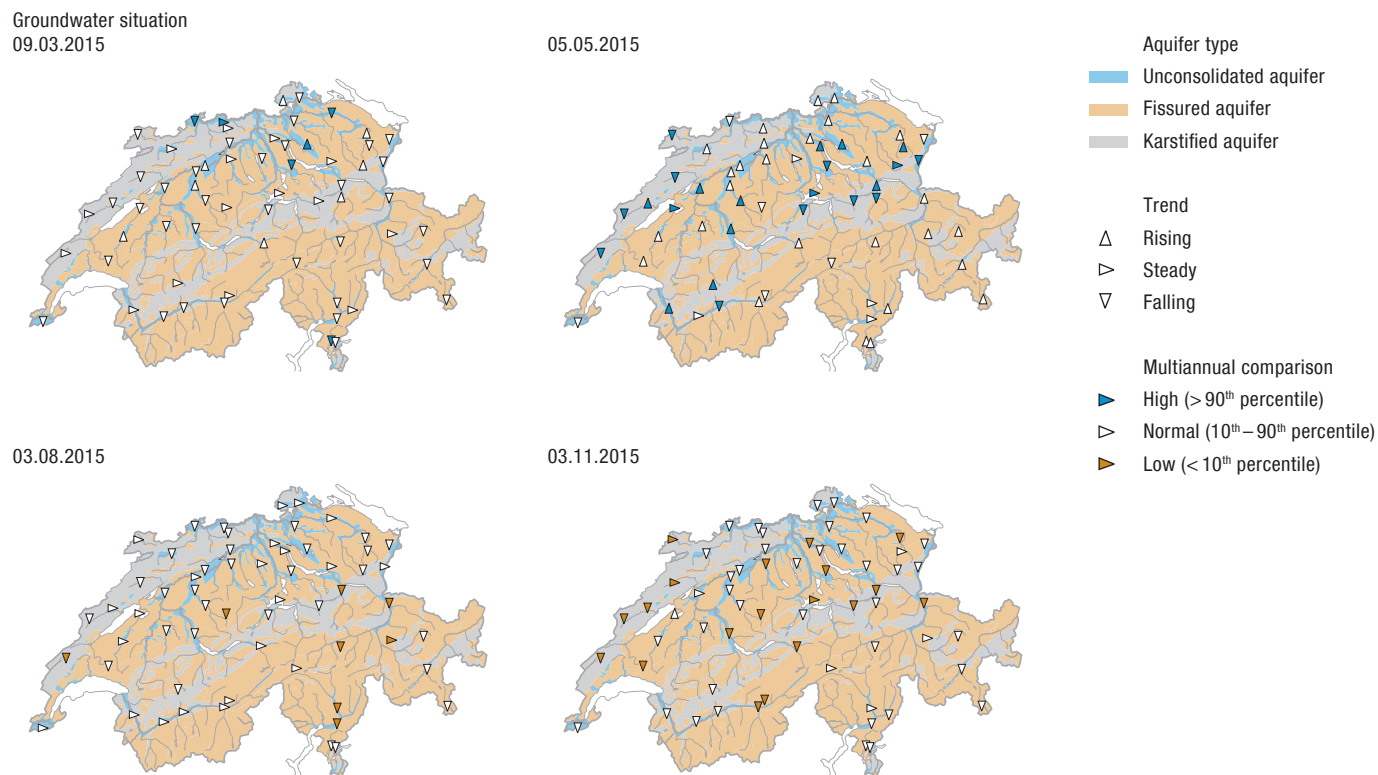 Groundwater situation
09.03.2015
05.05.2015
03.08.2015
03.11.2015
Aquifer type
Unconsolidated aquifer
Fissured aquifer
Karstified aquifer
Trend
Rising
Steady
Falling
Multiannual comparison
High (> 90th percentile)
Normal (10th – 90th percentile)
Low (< 10th percentile)